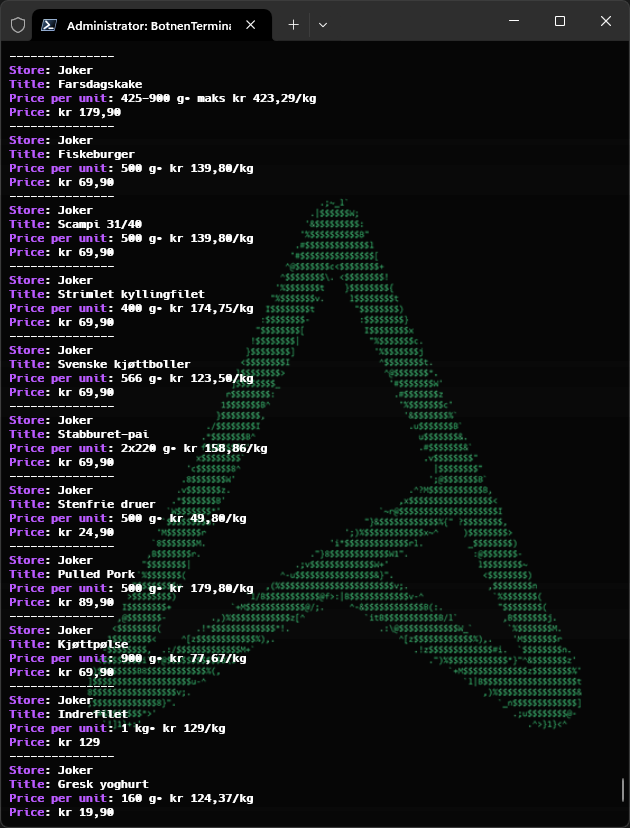 Administrator: BotnenTermina
--------------
Store: Joker
Title: Farsdagskake
Price per unit: 425-900 g- maks kr 423,29/kg
Price: kr 179,90
--------------
Store: Joker
Title: Fiskeburger
Price per unit: 500 g- kr 139,80/kg
Price: kr 69,90
--------------
Store: Joker
Title: Scampi 31/40
Price per unit: 500 g- kr 139,80/kg
Price: kr 69,90
--------------
Store: Joker
Title: Strimlet kyllingfilet
Price per unit: 400 g- kr 174,75/kg
Price: kr 69,90
--------------
Store: Joker
Title: Svenske kjøttboller
Price per unit: 566 g- kr 123,50/kg
Price: kr 69,90
--------------
Store: Joker
Title: Stabburet-pai
Price per unit: 2x220 g- kr 158,86/kg
Price: kr 69,90
--------------
Store: Joker
Title: Stenfrie druer
Price per unit: 500 g- kr 49,80/kg
Price: kr 24,90
--------------
Store: Joker
Title: Pulled Pork
Price per unit: 500 g- kr 179,80/kg
Price: kr 89,90
--------------
Store: Joker
Title: Kjøttpølse
Price per unit: 900 g- kr 77,67/kg
Price: kr 69,90
--------------
Store: Joker
Title: Indrefilet
Price per unit: 1 kg- kr 129/kg
Price: kr 129
--------------
Store: Joker
Title: Gresk yoghurt
Price per unit: 160 g- kr 124,37/kg
Price: kr 19,90